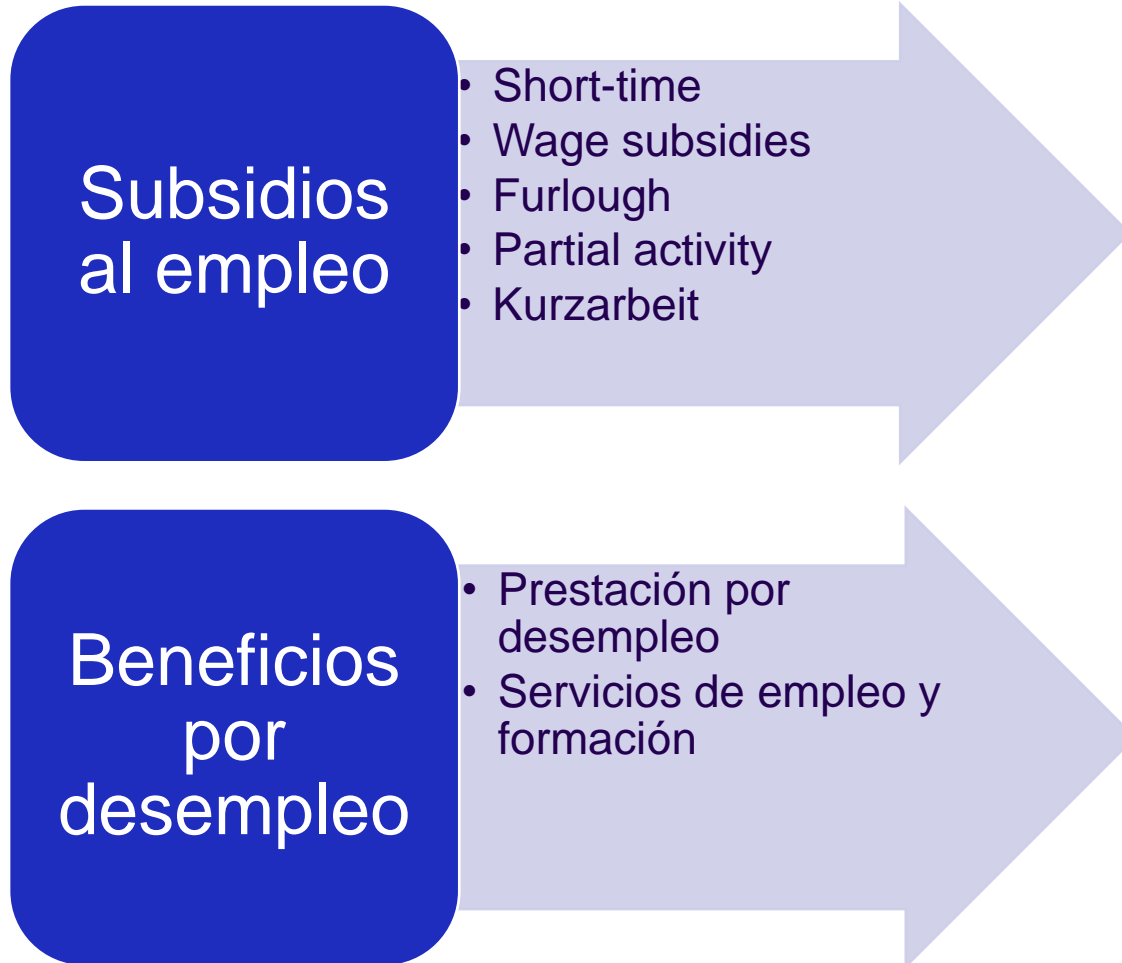 Subsidios
al empleo
• Short-time
• Wage subsidies
• Furlough
• Partial activity
• Kurzarbeit
Beneficios
por
desempleo
• Prestación por
desempleo
• Servicios de empleo y
formación